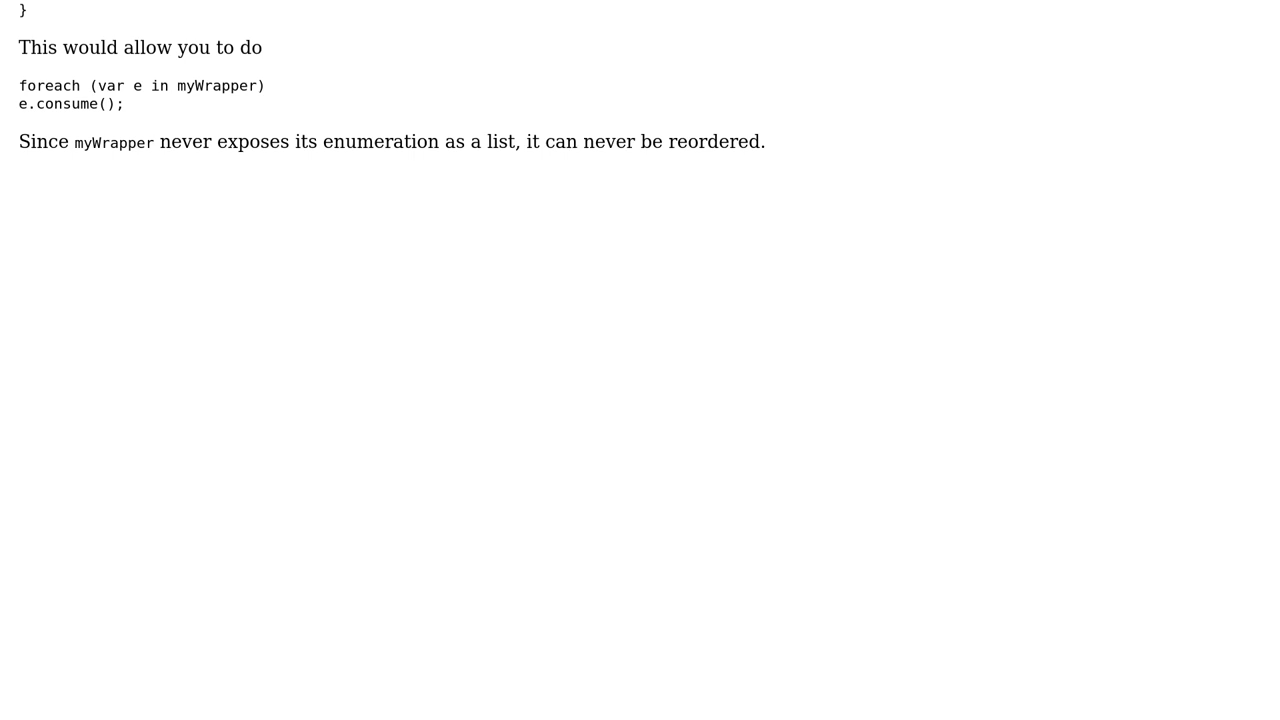 }
This would allow you to do
foreach (var e in myWrapper)
e.consume();
Since myWrapper never exposes its enumeration as a list, it can never be reordered.